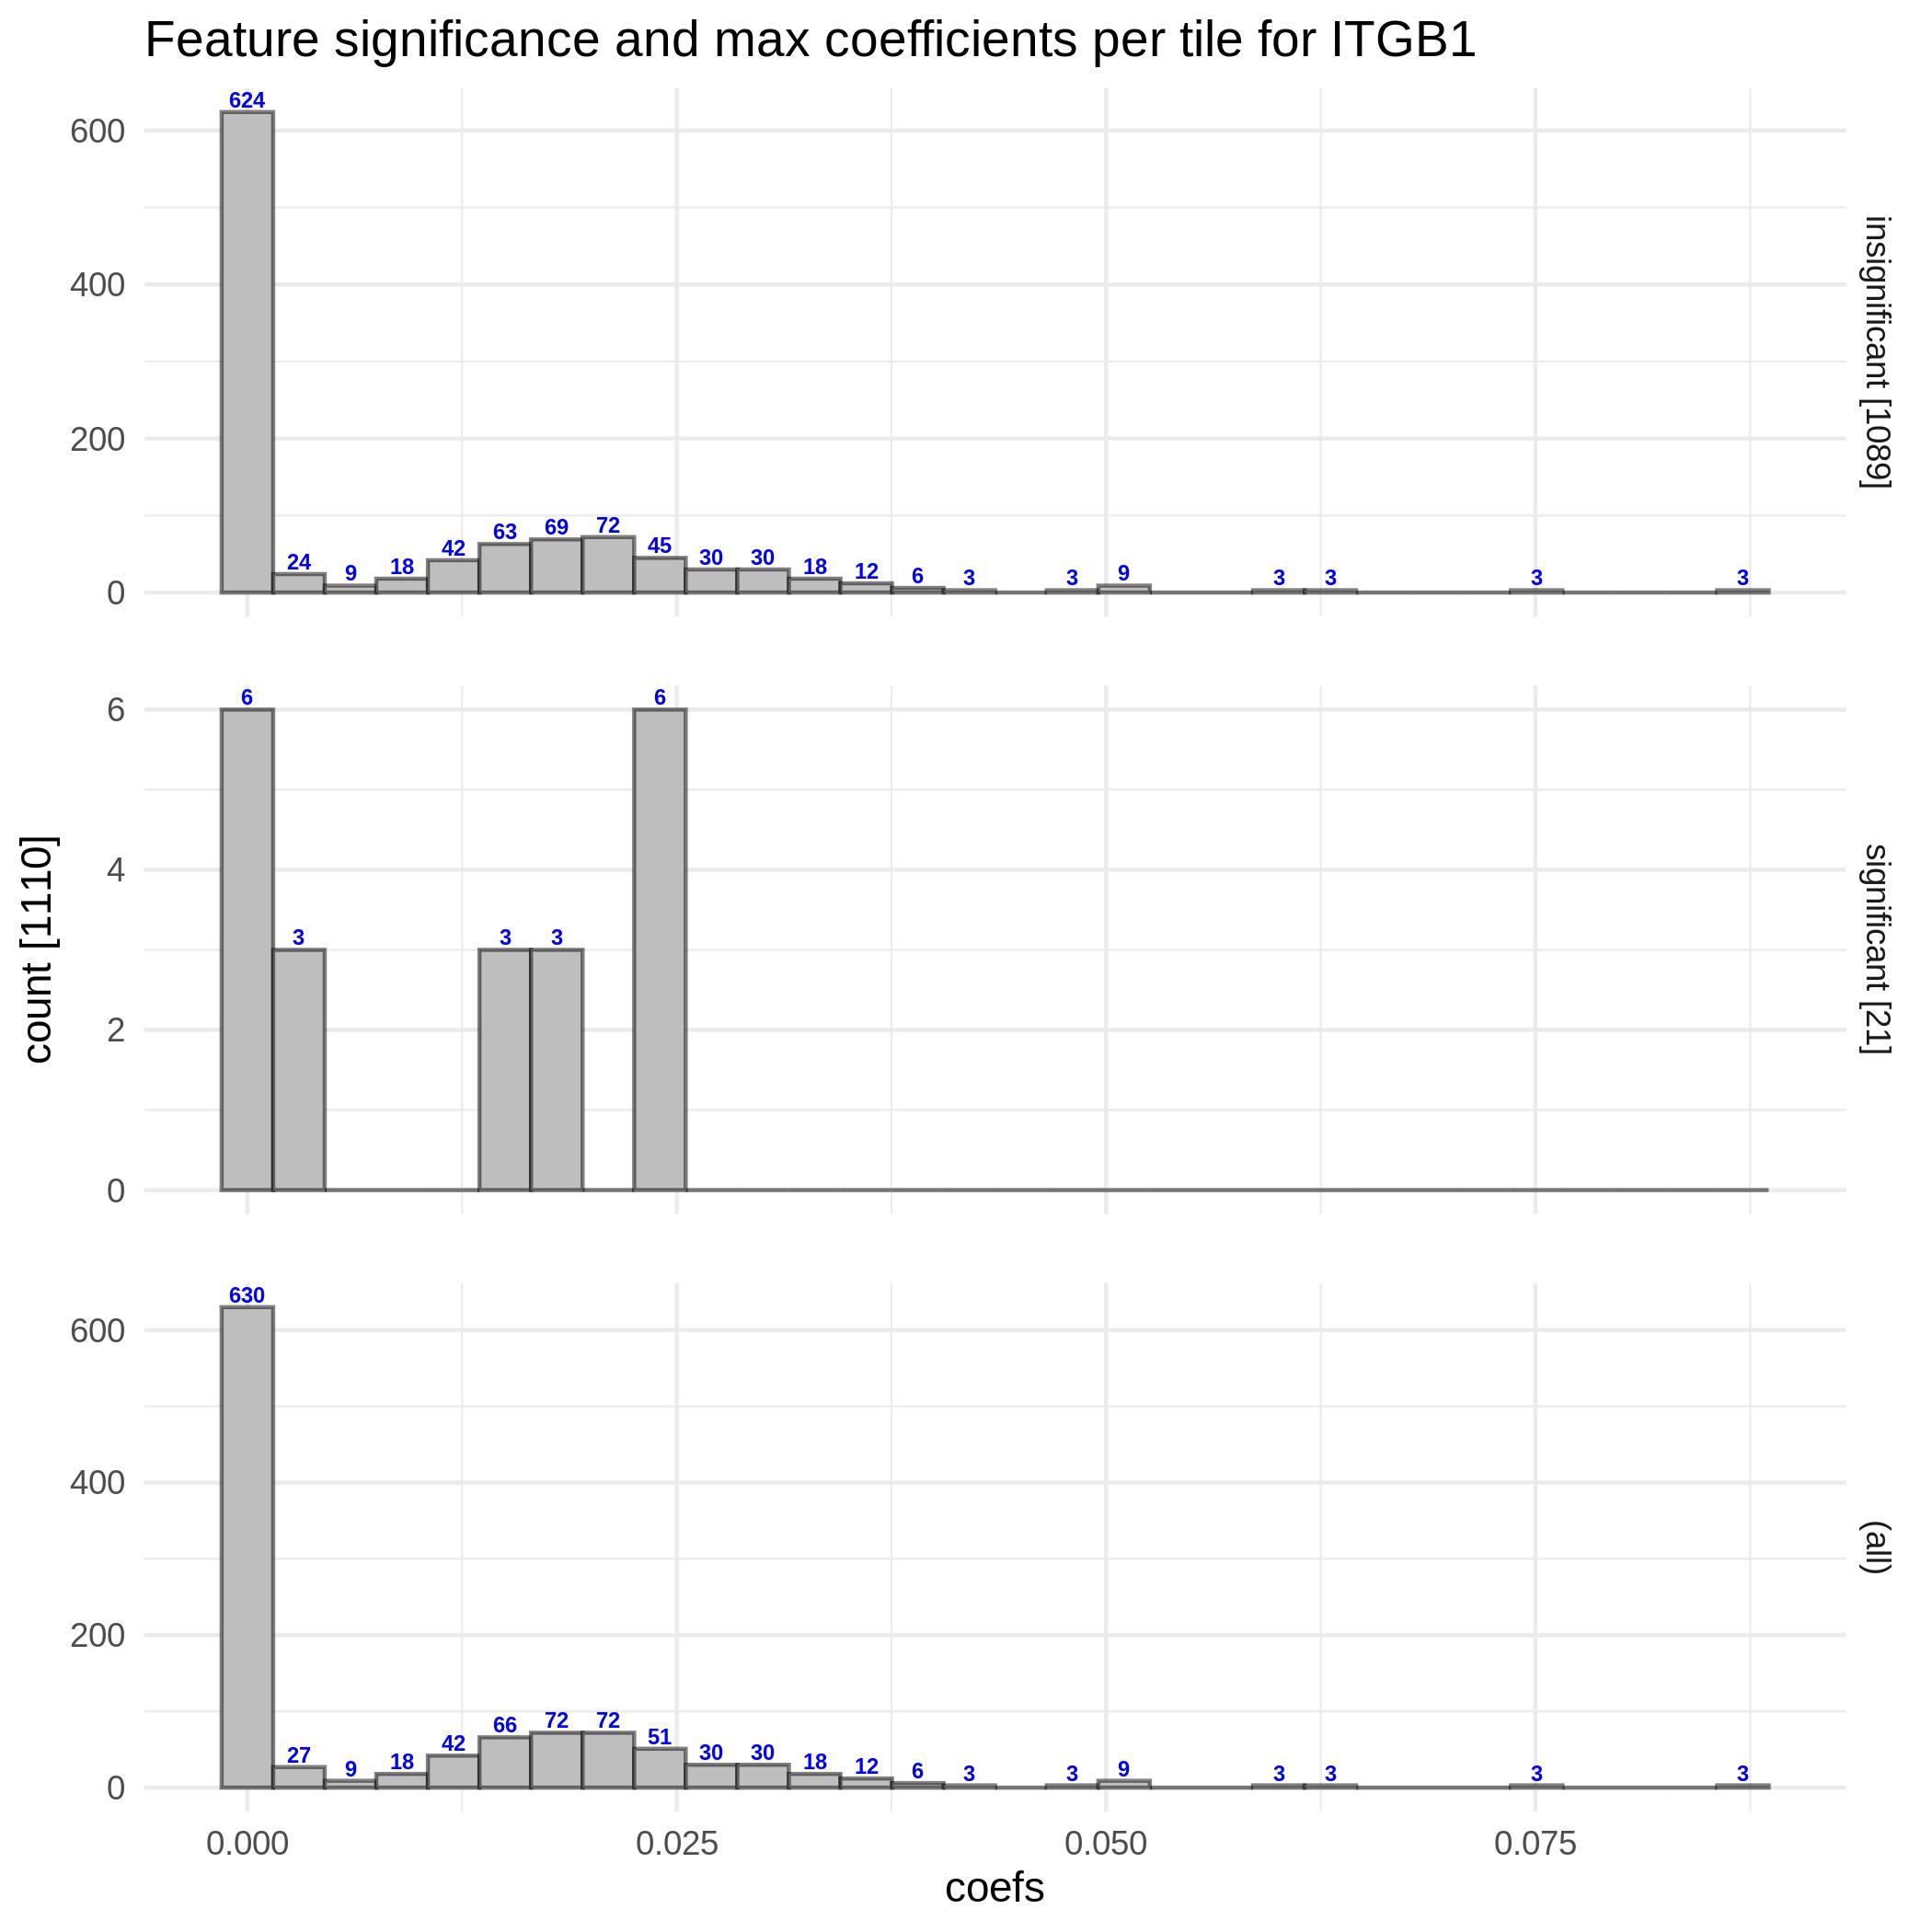 Feature significance and max coefficients per tile for ITGB1
624
600
400
200
0
24 9 18 42 63 69 72 45 30 30 18 12 6 3 3 9 3 3 3 3
insignificant [1089]
6 3 3 3 6
6
4
2
0
significant [21]
count [1110]
630
600
400
200
0
27 9 18 42 66 72 72 51 30 30 18 12 6 3 3 9 3 3 3 3
(all)
0.000 0.025 0.050 0.075
coefs